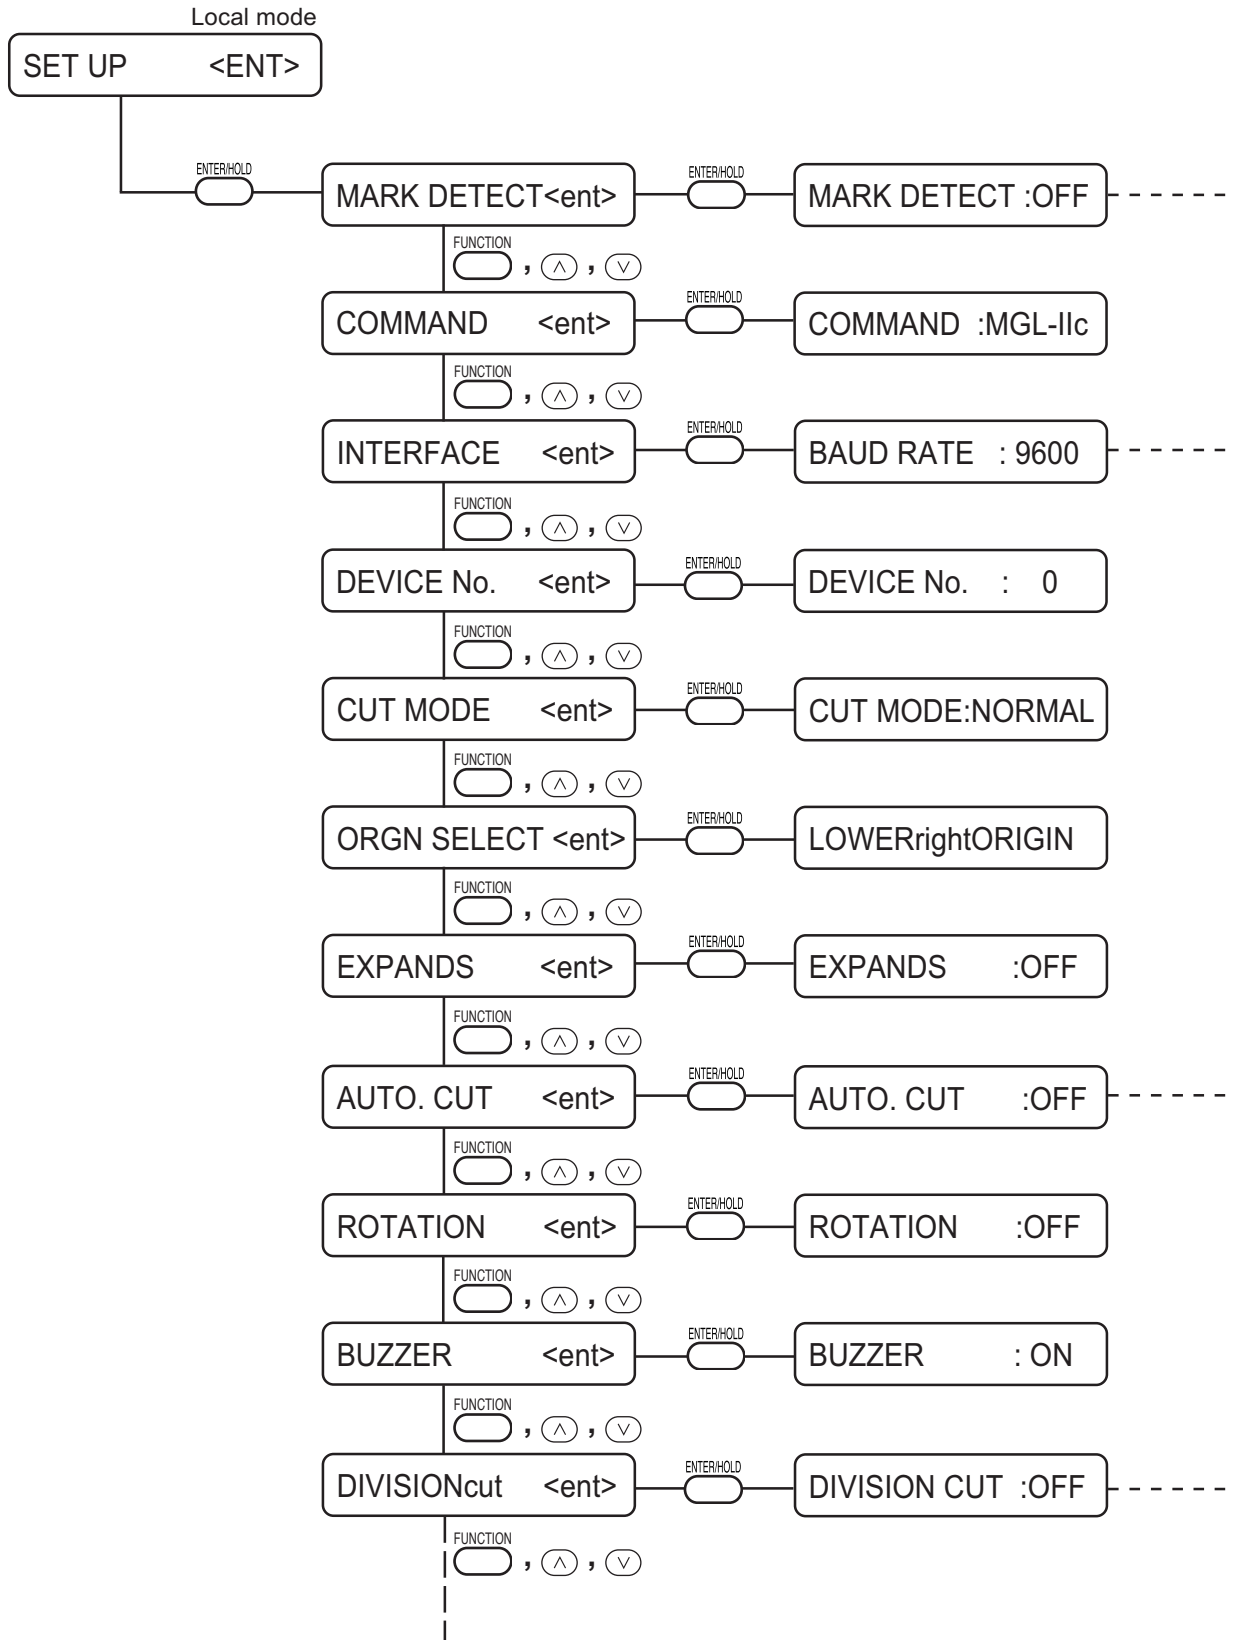 Local mode
SET UP <ENT>
ENTER/HOLD ENTER/HOLD
MARK DETECT<ent> MARK DETECT :OFF
FUNCTION
, ,
ENTER/HOLD
COMMAND <ent> COMMAND :MGL-IIc
FUNCTION
, ,
ENTER/HOLD
INTERFACE <ent> BAUD RATE : 9600
FUNCTION
, ,
ENTER/HOLD
DEVICE No. <ent> DEVICE No. : 0
FUNCTION
, ,
ENTER/HOLD
CUT MODE <ent> CUT MODE:NORMAL
FUNCTION
, ,
ENTER/HOLD
ORGN SELECT <ent> LOWERrightORIGIN
FUNCTION
, ,
ENTER/HOLD
EXPANDS <ent> EXPANDS :OFF
FUNCTION
, ,
ENTER/HOLD
AUTO. CUT <ent> AUTO. CUT :OFF
FUNCTION
, ,
ENTER/HOLD
ROTATION <ent> ROTATION :OFF
FUNCTION
, ,
ENTER/HOLD
BUZZER <ent> BUZZER : ON
FUNCTION
, ,
ENTER/HOLD
DIVISIONcut <ent> DIVISION CUT :OFF
FUNCTION
, ,